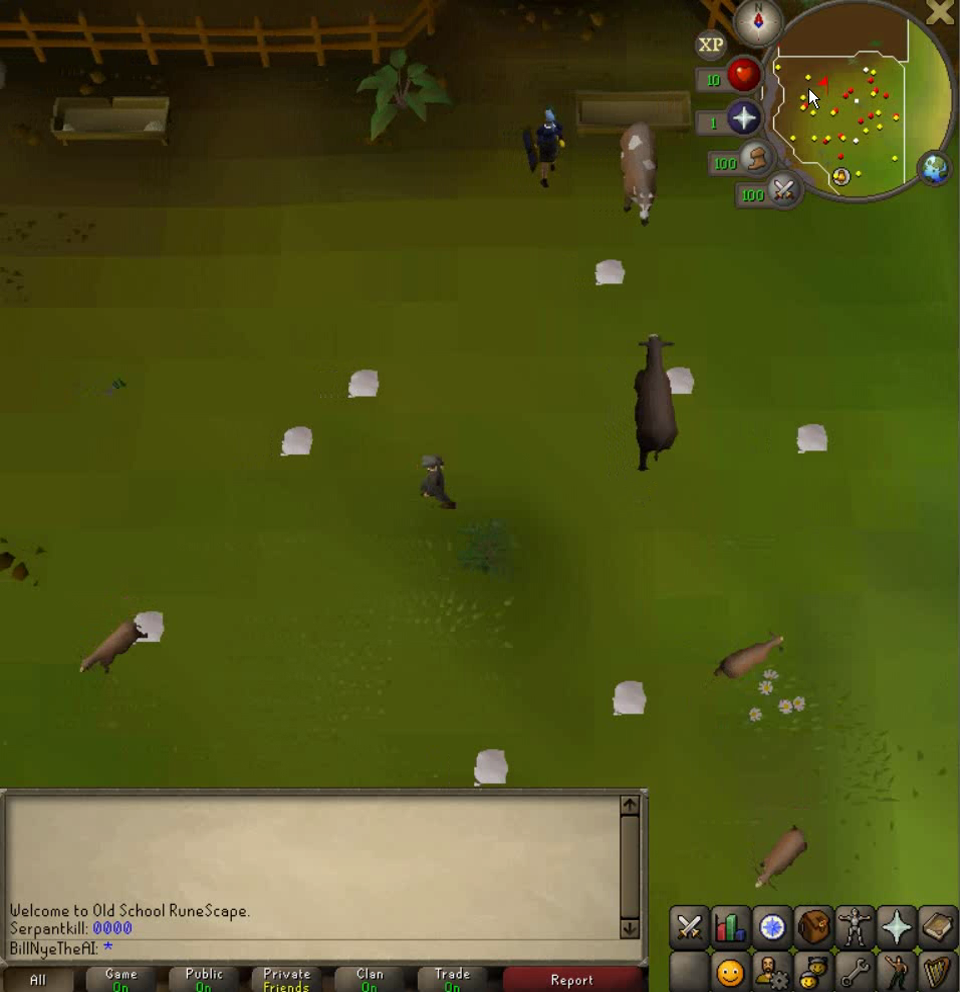 XP
N
10
1
100
100
Welcome to Old School RuneScape.
Serpantkill: 0000
BillNyeTheAI: *
All
Game
On
Public
On
Private
Friends
Clan
On
Trade
On
Report